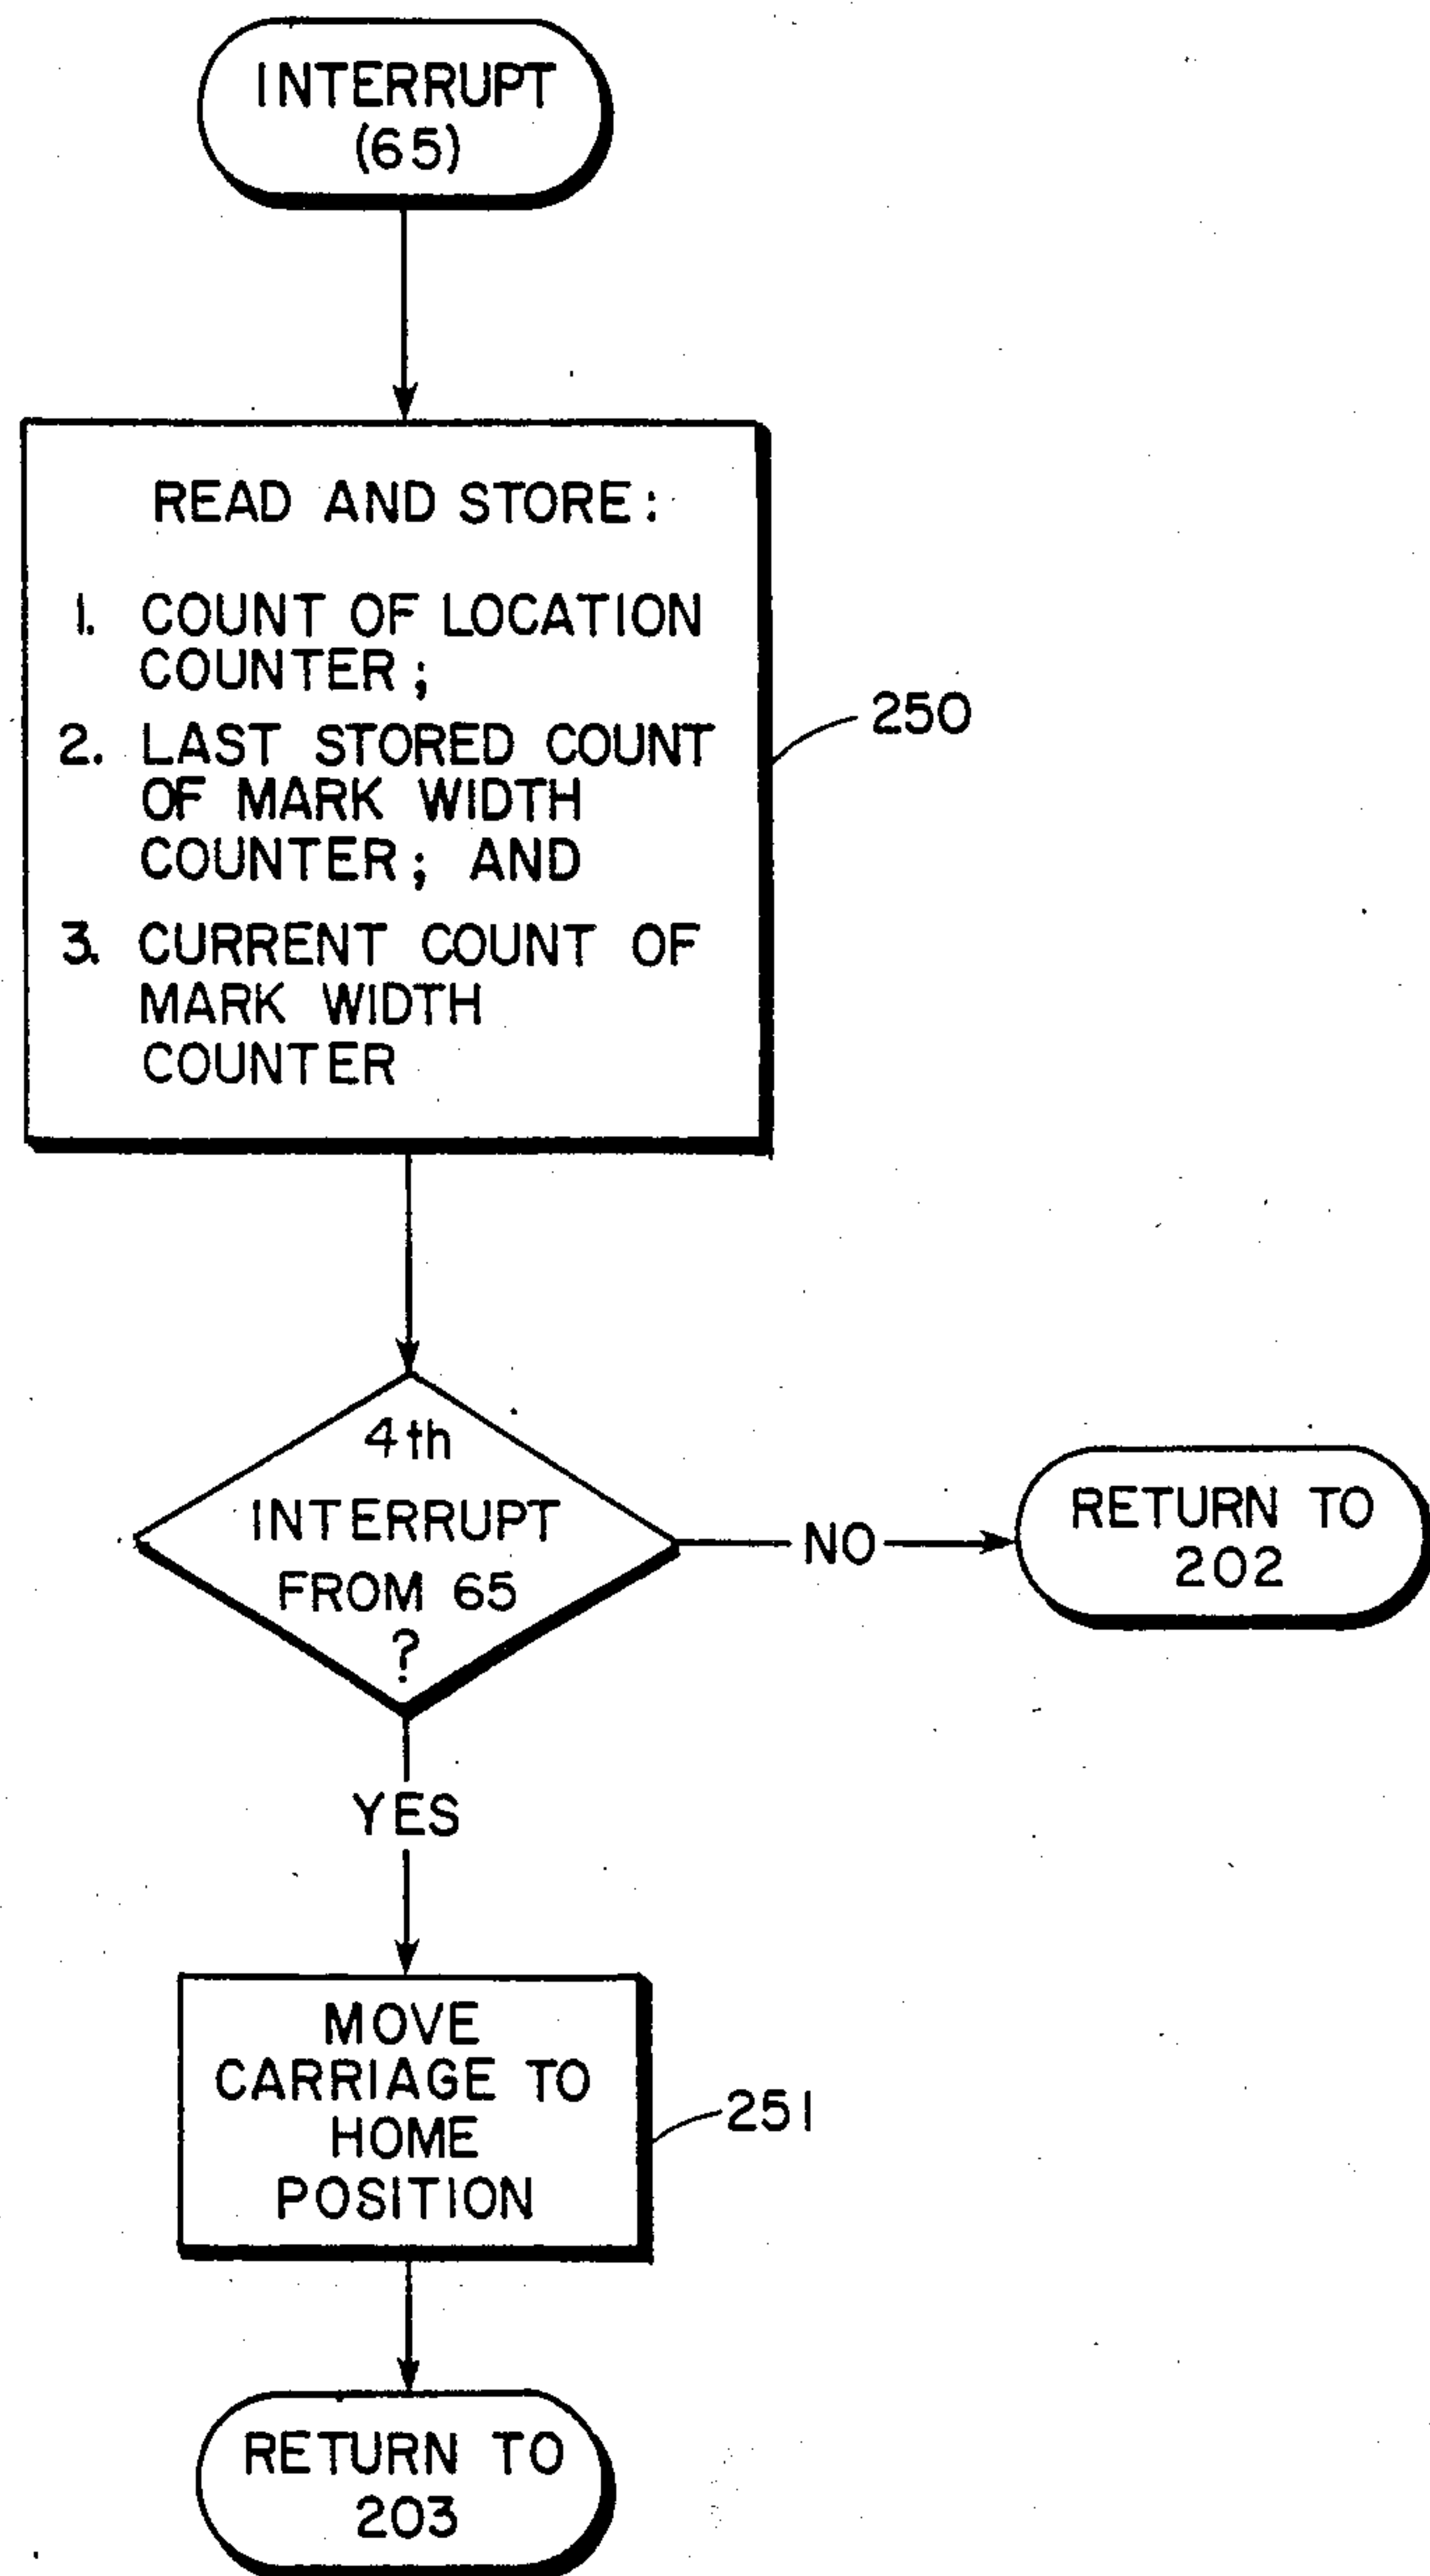 INTERRUPT
(65)
READ AND STORE:
1. COUNT OF LOCATION
COUNTER;
2. LAST STORED COUNT
OF MARK WIDTH
COUNTER; AND
3. CURRENT COUNT OF
MARK WIDTH
COUNTER
250
4th
INTERRUPT
FROM 65
?
NO
RETURN TO
202
YES
MOVE
CARRIAGE TO
HOME
POSITION
251
RETURN TO
203